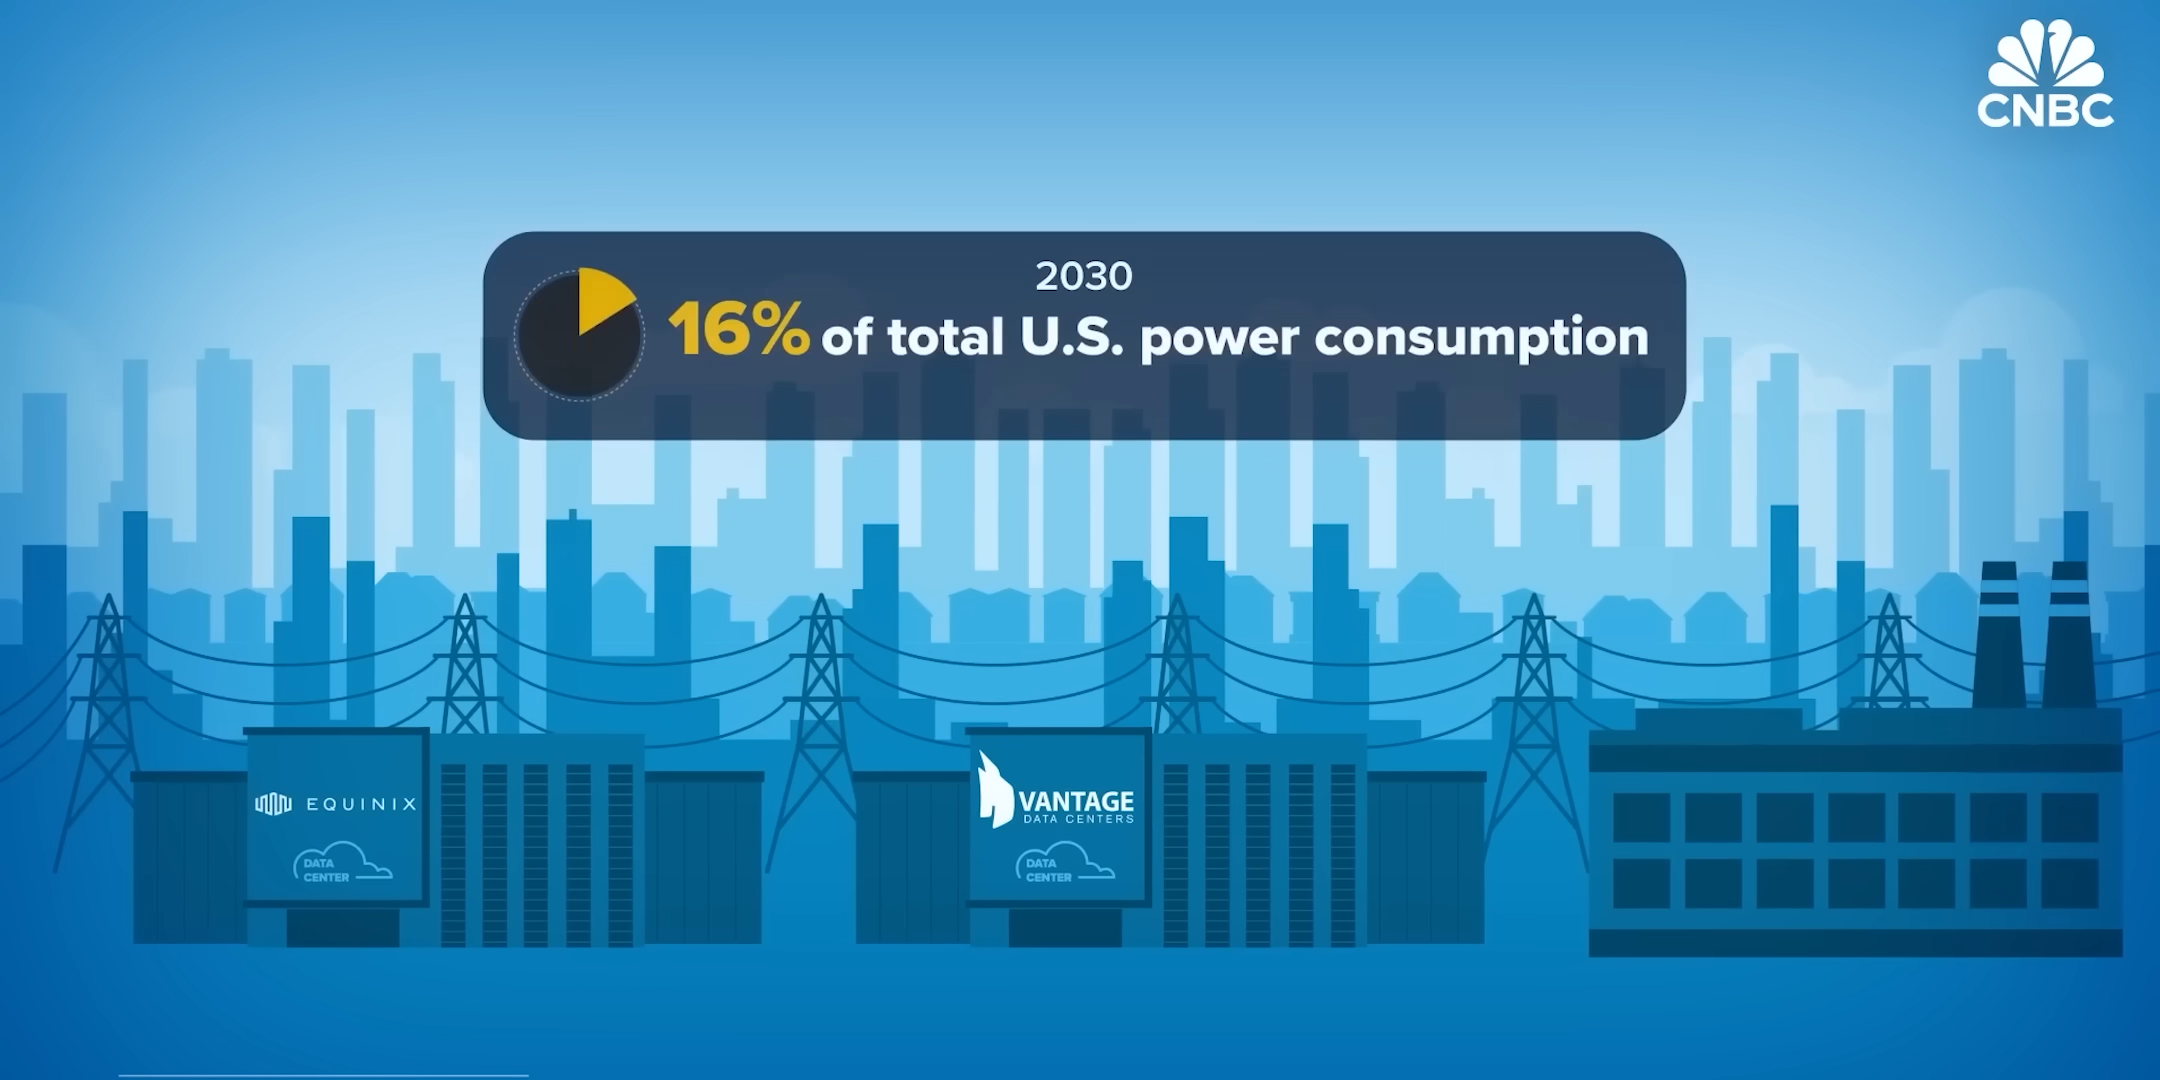 CNBC
2030
16% of total U.S. power consumption
EQUINIX
DATA
CENTER
VANTAGE
DATA CENTERS
DATA
CENTER